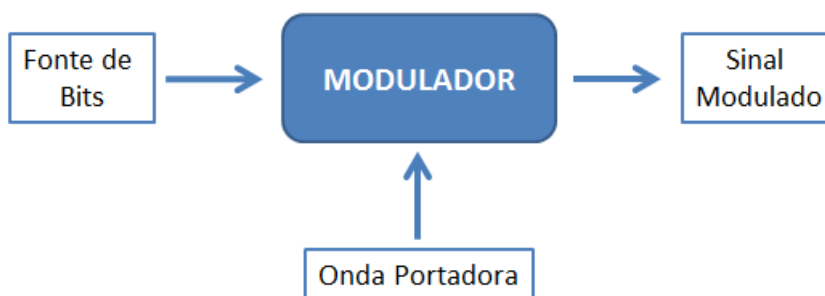 Fonte de
Bits
MODULADOR
Sinal
Modulado
Onda Portadora